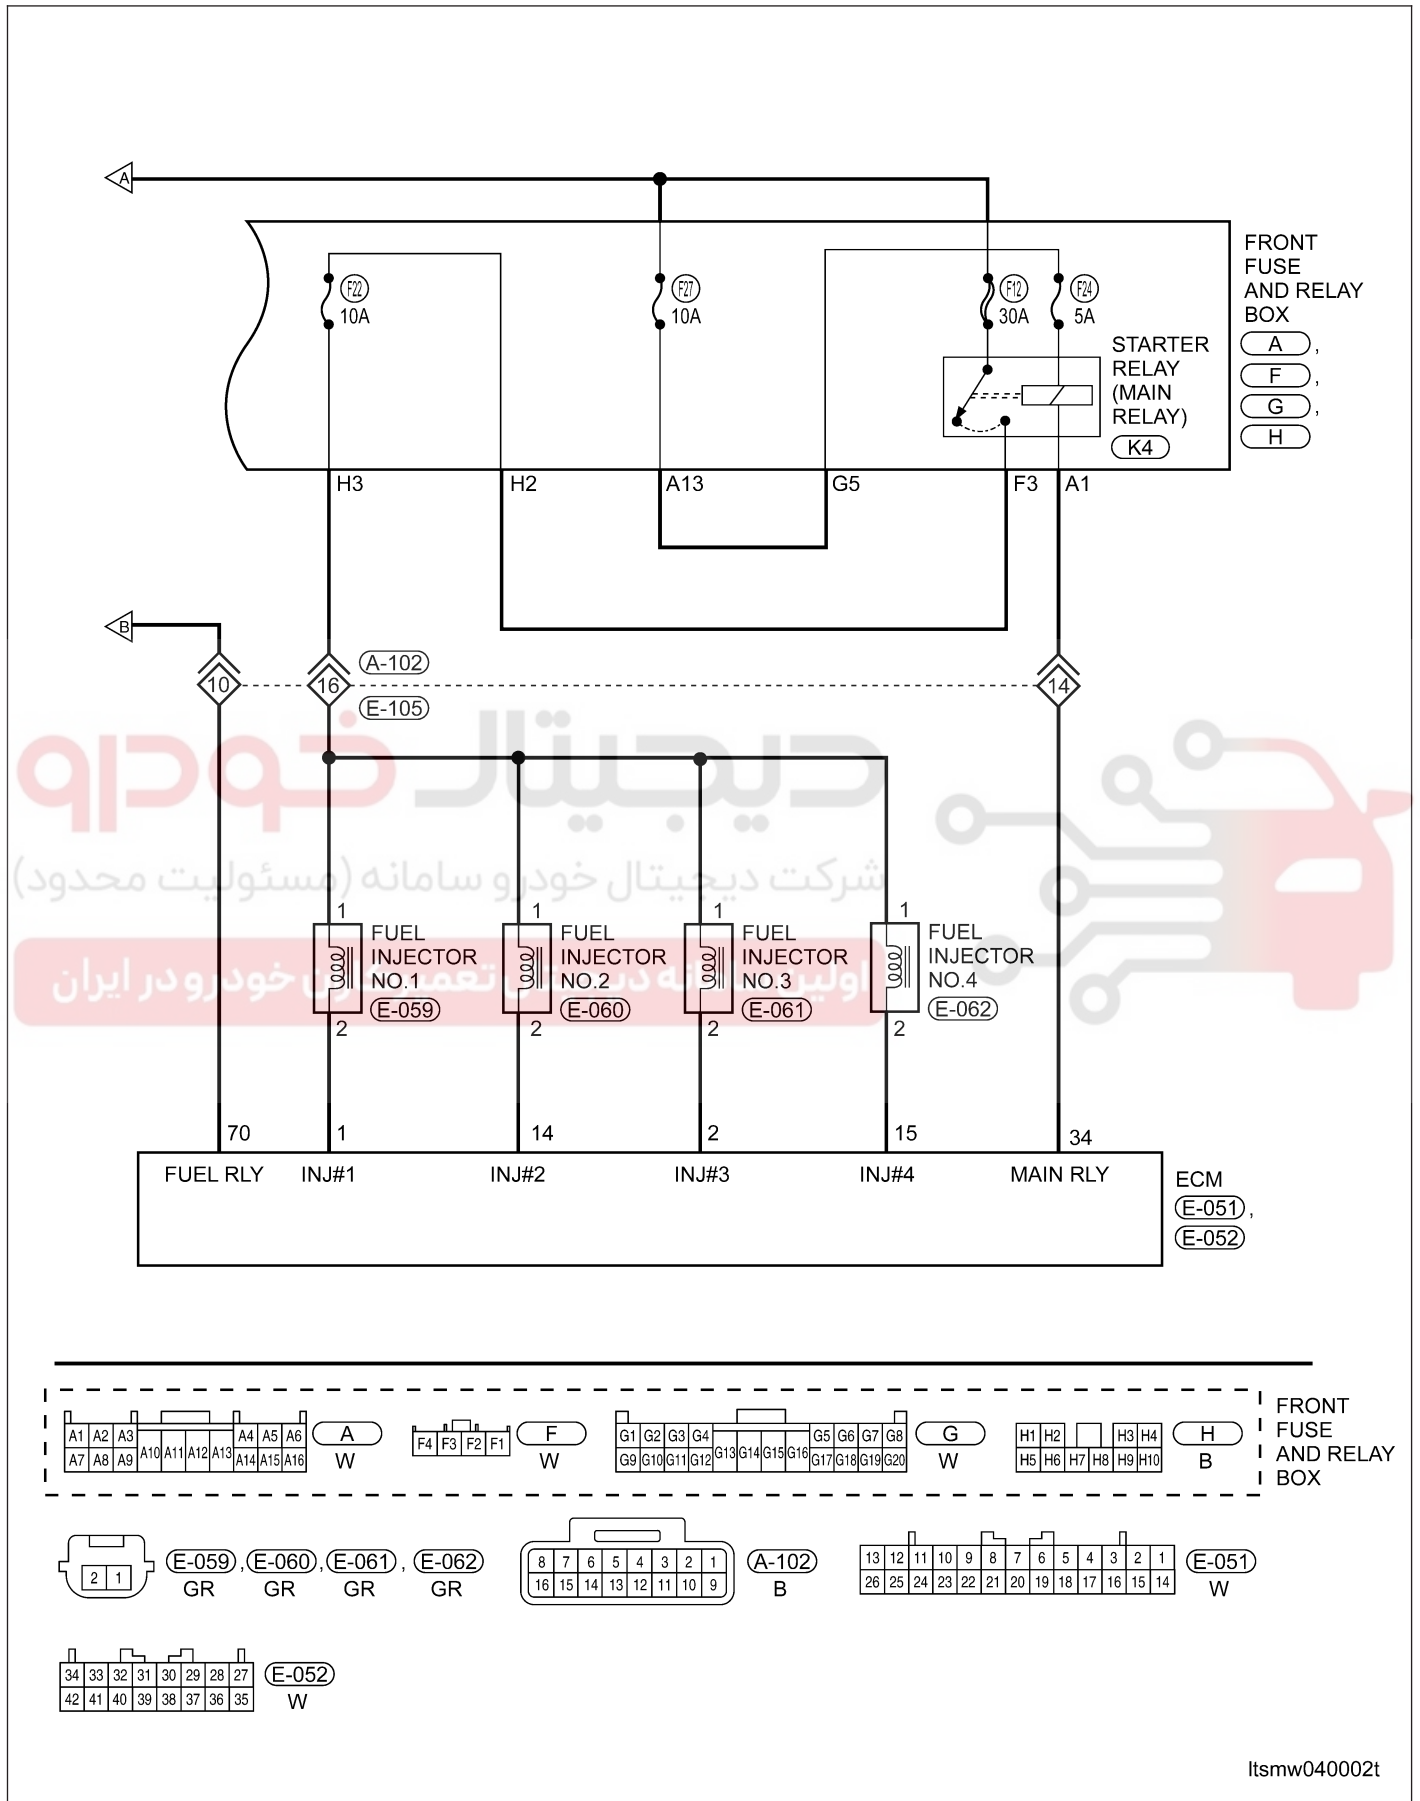 A
F22
10A
F27
10A
F12
30A
F24
5A
STARTER
RELAY
(MAIN
RELAY)
K4
FRONT
FUSE
AND RELAY
BOX
A ,
F ,
G ,
H
H3
H2
A13
G5
F3
A1
B
10
16
14
A-102
E-105
دیجیتال خودرو
شرکت دیجیتال خودرو سامانه (مسئولیت محدود)
اولین سامانه دیجیتال تعمیرکاران خودرو در ایران
1
FUEL
INJECTOR
NO.1
E-059
2
1
FUEL
INJECTOR
NO.2
E-060
2
1
FUEL
INJECTOR
NO.3
E-061
2
1
FUEL
INJECTOR
NO.4
E-062
2
70
1
14
2
15
34
FUEL RLY
INJ#1
INJ#2
INJ#3
INJ#4
MAIN RLY
ECM
E-051 ,
E-052
A1 A2 A3 A4 A5 A6
A10 A11 A12 A13
A7 A8 A9 A14 A15 A16
A
W
F4 F3 F2 F1
F
W
G1 G2 G3 G4 G5 G6 G7 G8
G13 G14 G15 G16
G9 G10 G11 G12 G17 G18 G19 G20
G
W
H1 H2 H3 H4
H5 H6 H7 H8 H9 H10
H
B
FRONT
FUSE
AND RELAY
BOX
2 1
E-059 , E-060 , E-061 , E-062
GR GR GR GR
8 7 6 5 4 3 2 1
16 15 14 13 12 11 10 9
A-102
B
13 12 11 10 9 8 7 6 5 4 3 2 1
26 25 24 23 22 21 20 19 18 17 16 15 14
E-051
W
34 33 32 31 30 29 28 27
42 41 40 39 38 37 36 35
E-052
W
ltsmw040002t